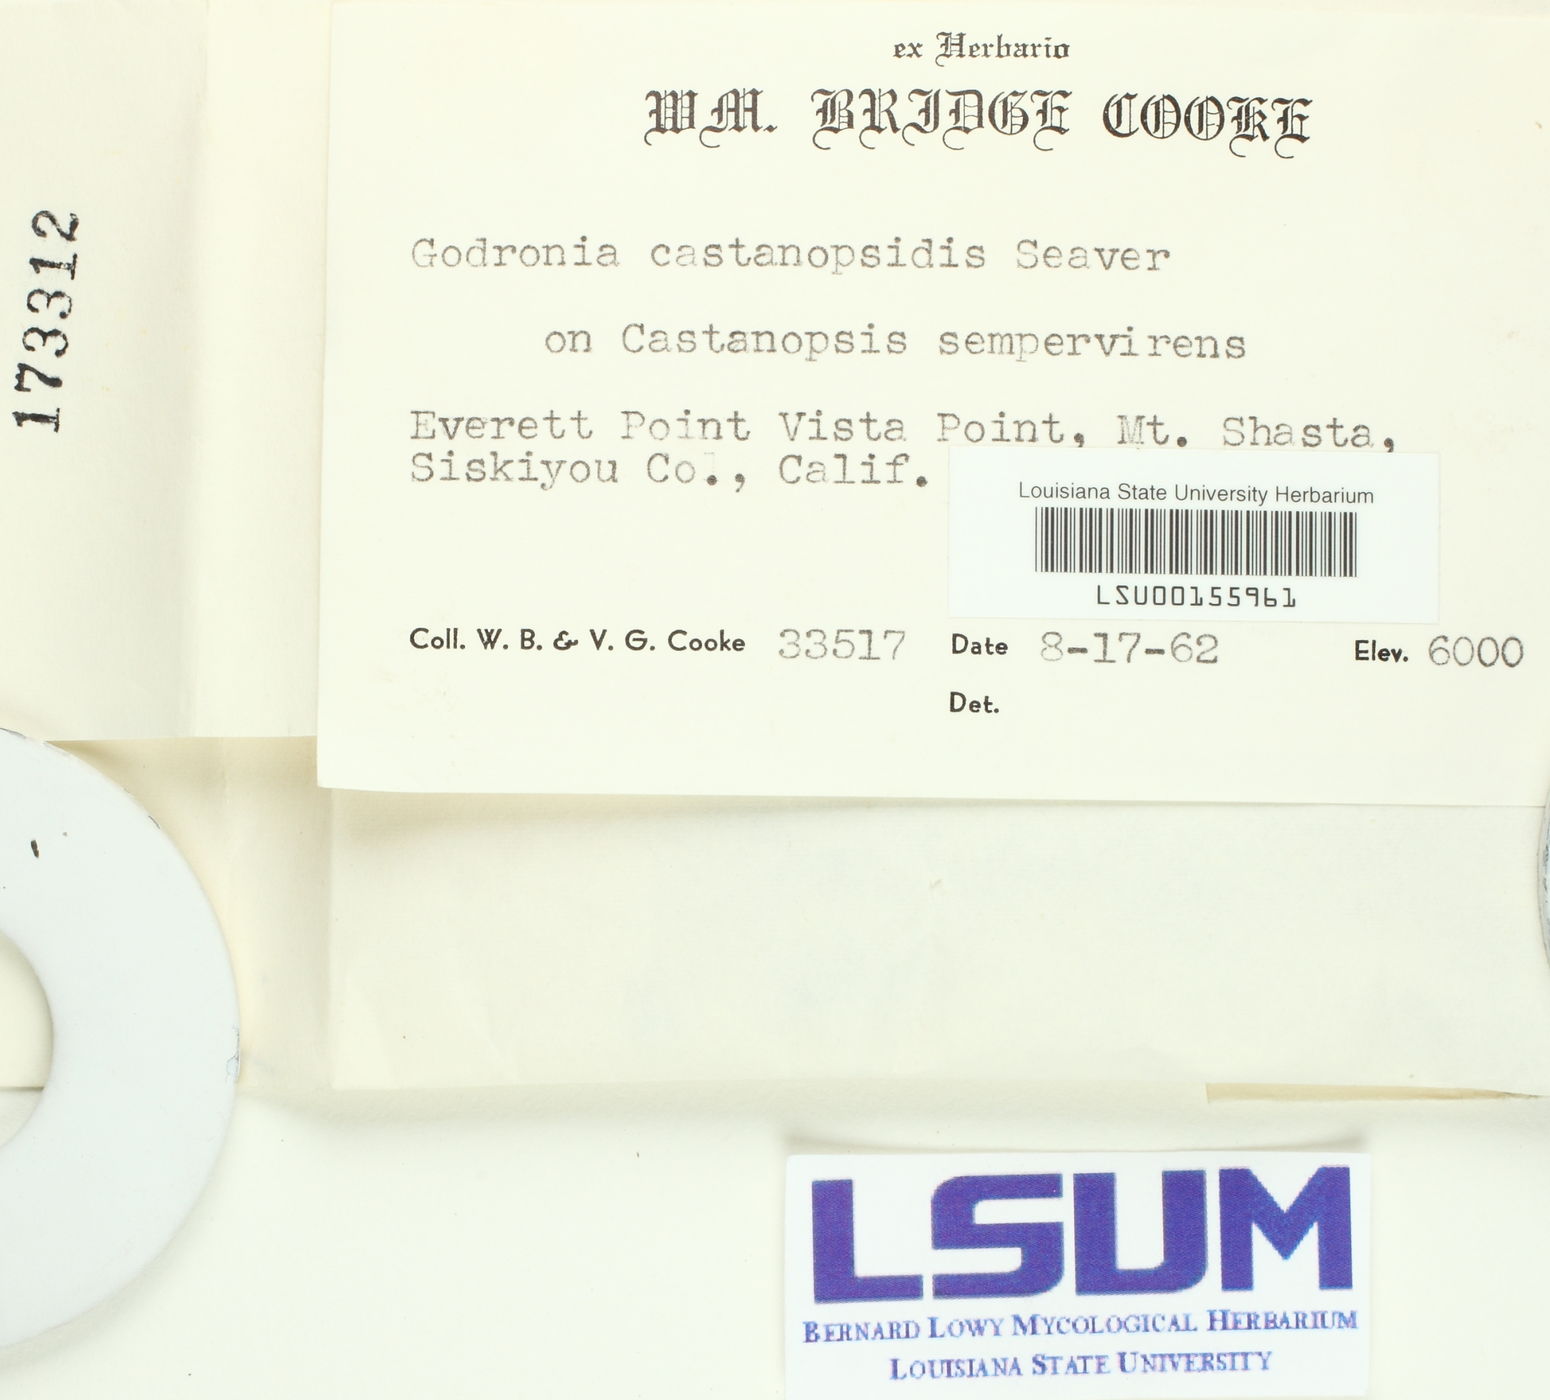 ex Herbario
WM. BRIDGE COOKE
Godronia castanopsidis Seaver
on Castanopsis sempervirens
Everett Point Vista Point, Mt. Shasta,
Siskiyou Co., Calif.
Louisiana State University Herbarium
LSU00155961
Coll. W. B. & V. G. Cooke 33517 Date 8-17-62 Elev. 6000
Det.
173312
LSUM
BERNARD LOWY MYCOLOGICAL HERBARIUM
LOUISIANA STATE UNIVERSITY